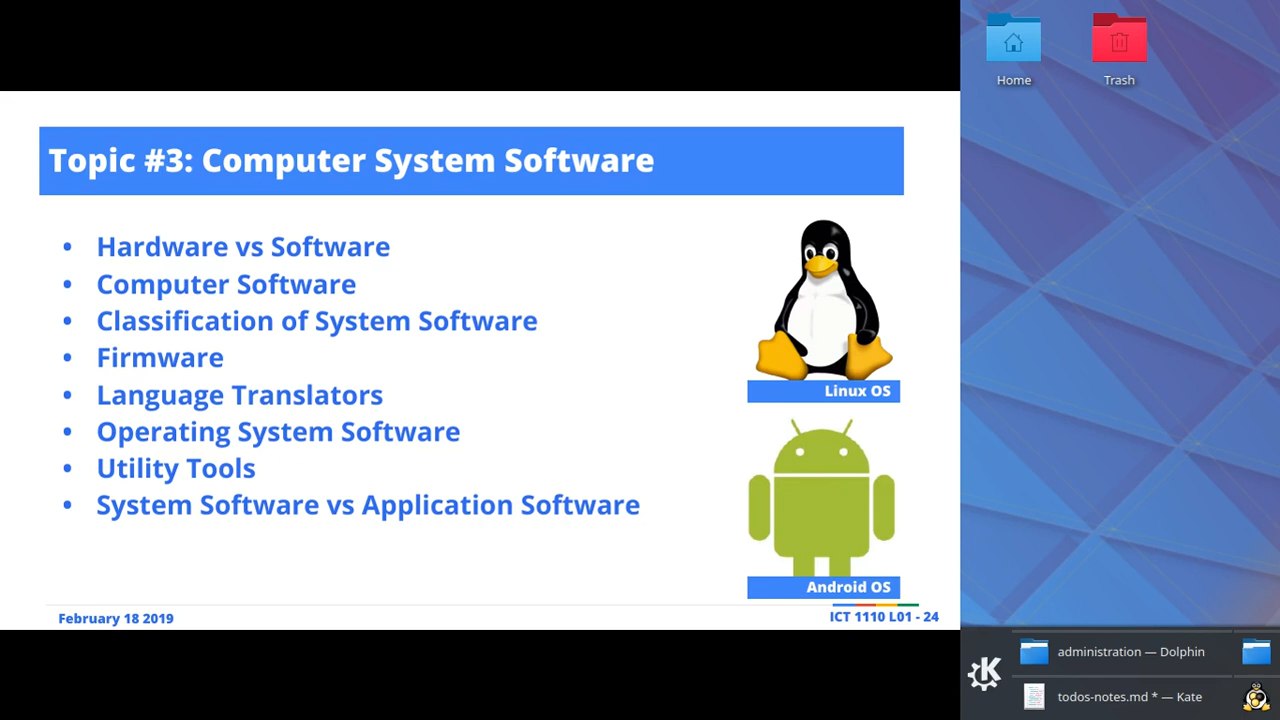 Topic #3: Computer System Software
• Hardware vs Software
• Computer Software
• Classification of System Software
• Firmware
• Language Translators
• Operating System Software
• Utility Tools
• System Software vs Application Software
Linux OS
Android OS
February 18 2019
ICT 1110 L01 - 24
Home
Trash
administration — Dolphin
todos-notes.md * — Kate